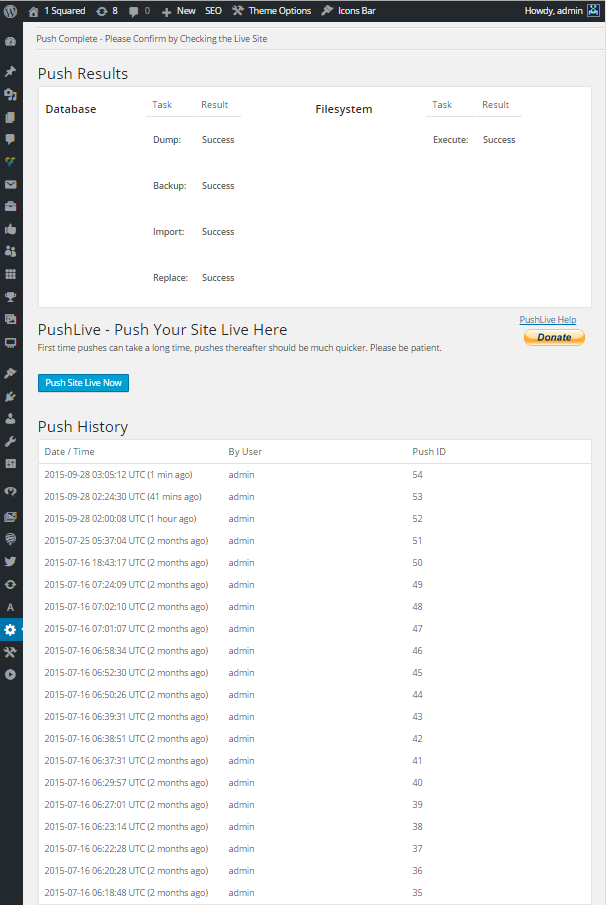 1 Squared 8 0 New SEO Theme Options Icons Bar Howdy, admin
Push Complete - Please Confirm by Checking the Live Site
Push Results
Database Task Result Filesystem Task Result
Dump: Success Execute: Success
Backup: Success
Import: Success
Replace: Success
PushLive Help
PushLive - Push Your Site Live Here
Donate
First time pushes can take a long time, pushes thereafter should be much quicker. Please be patient.
Push Site Live Now
Push History
Date / Time By User Push ID
2015-09-28 03:05:12 UTC (1 min ago) admin 54
2015-09-28 02:24:30 UTC (41 mins ago) admin 53
2015-09-28 02:00:08 UTC (1 hour ago) admin 52
2015-07-25 05:37:04 UTC (2 months ago) admin 51
2015-07-16 18:43:17 UTC (2 months ago) admin 50
2015-07-16 07:24:09 UTC (2 months ago) admin 49
2015-07-16 07:02:10 UTC (2 months ago) admin 48
2015-07-16 07:01:07 UTC (2 months ago) admin 47
2015-07-16 06:58:34 UTC (2 months ago) admin 46
2015-07-16 06:52:30 UTC (2 months ago) admin 45
2015-07-16 06:50:26 UTC (2 months ago) admin 44
2015-07-16 06:39:31 UTC (2 months ago) admin 43
2015-07-16 06:38:51 UTC (2 months ago) admin 42
2015-07-16 06:37:31 UTC (2 months ago) admin 41
2015-07-16 06:29:57 UTC (2 months ago) admin 40
2015-07-16 06:27:01 UTC (2 months ago) admin 39
2015-07-16 06:23:14 UTC (2 months ago) admin 38
2015-07-16 06:22:28 UTC (2 months ago) admin 37
2015-07-16 06:20:28 UTC (2 months ago) admin 36
2015-07-16 06:18:48 UTC (2 months ago) admin 35